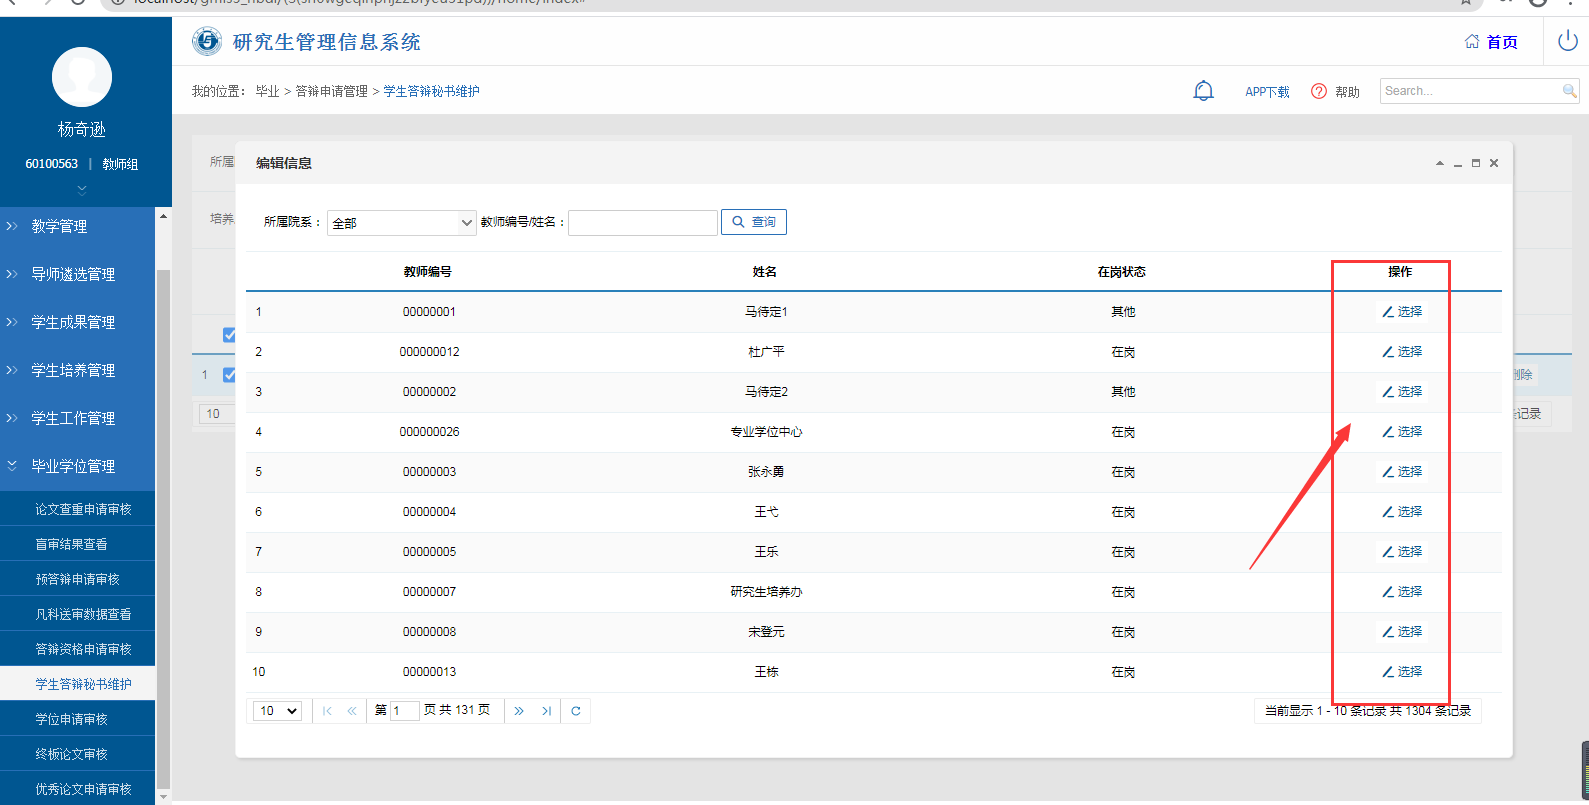 研究生管理信息系统
首页
杨奇逊
60100563 | 教师组
我的位置： 毕业 > 答辩申请管理 > 学生答辩秘书维护
APP下载 帮助 Search...
教学管理
导师遴选管理
学生成果管理
学生培养管理
学生工作管理
毕业学位管理
论文查重申请审核
盲审结果查看
预答辩申请审核
凡科送审数据查看
答辩资格申请审核
学生答辩秘书维护
学位申请审核
终板论文审核
优秀论文申请审核
所属
培养
1
10
删除
记录
编辑信息
所属院系： 全部 教师编号/姓名： 查询
教师编号 姓名 在岗状态 操作
1 00000001 马待定1 其他 选择
2 000000012 杜广平 在岗 选择
3 00000002 马待定2 其他 选择
4 000000026 专业学位中心 在岗 选择
5 00000003 张永勇 在岗 选择
6 00000004 王弋 在岗 选择
7 00000005 王乐 在岗 选择
8 00000007 研究生培养办 在岗 选择
9 00000008 宋登元 在岗 选择
10 00000013 王栋 在岗 选择
10 第 1 页 共 131 页 当前显示 1 - 10 条记录 共 1304 条记录